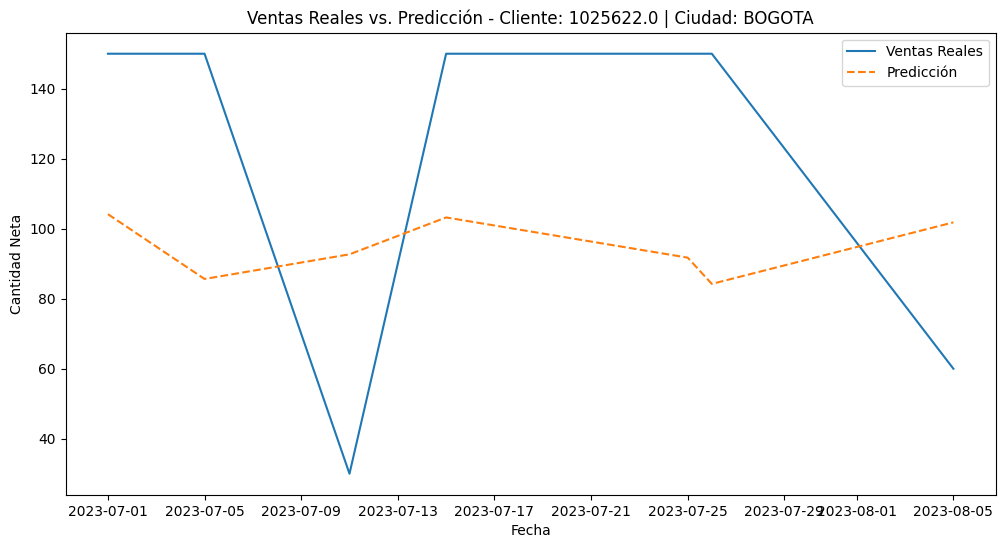 Ventas Reales vs. Predicción - Cliente: 1025622.0 | Ciudad: BOGOTA
Ventas Reales
Predicción
Cantidad Neta
140
120
100
80
60
40
2023-07-01 2023-07-05 2023-07-09 2023-07-13 2023-07-17 2023-07-21 2023-07-25 2023-07-29 2023-08-01 2023-08-05
Fecha